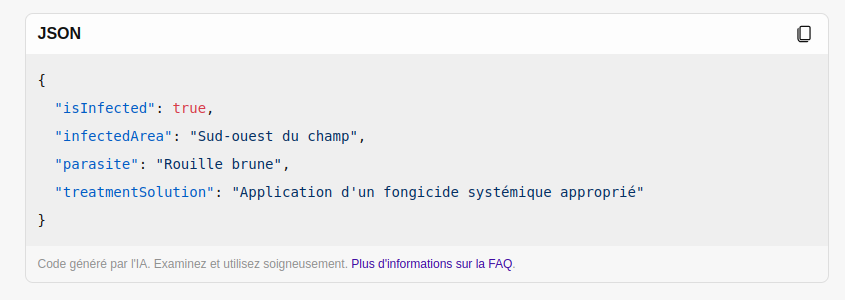 JSON
{
"isInfected": true,
"infectedArea": "Sud-ouest du champ",
"parasite": "Rouille brune",
"treatmentSolution": "Application d'un fongicide systémique approprié"
}
Code généré par l'IA. Examinez et utilisez soigneusement. Plus d'informations sur la FAQ.